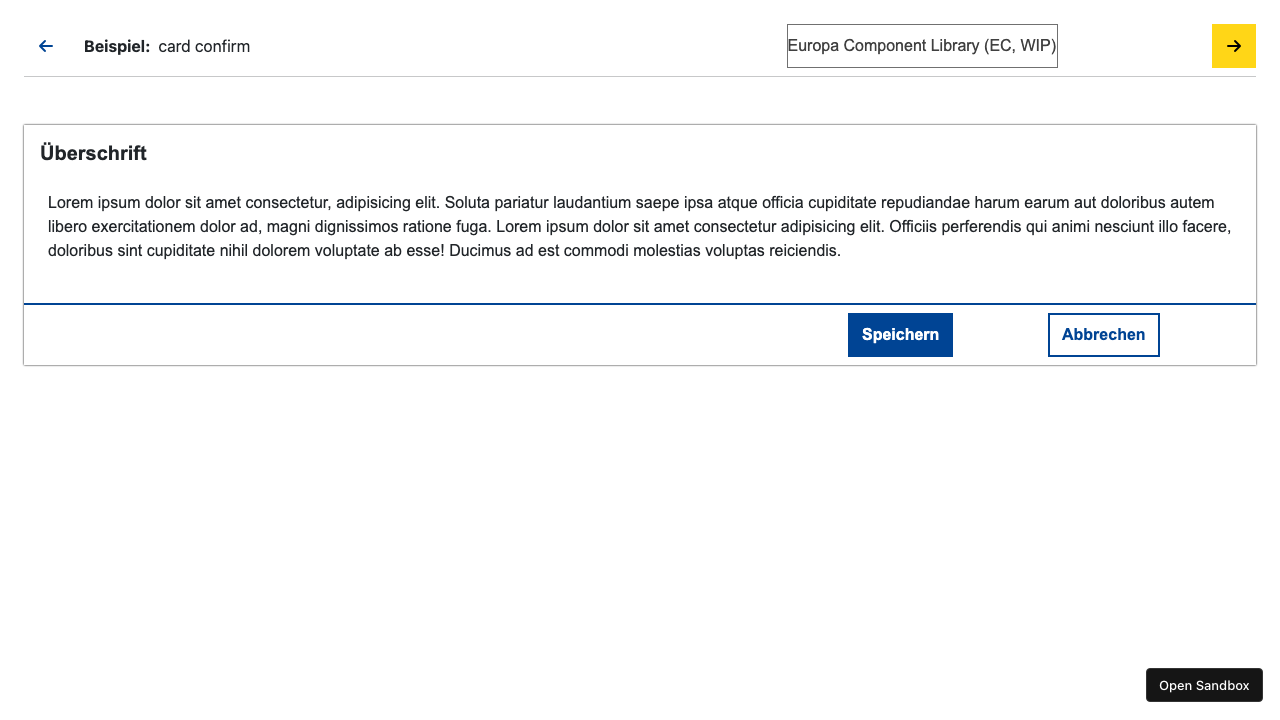 Beispiel: card confirm
Europa Component Library (EC, WIP)
Überschrift
Lorem ipsum dolor sit amet consectetur, adipisicing elit. Soluta pariatur laudantium saepe ipsa atque officia cupiditate repudiandae harum earum aut doloribus autem
libero exercitationem dolor ad, magni dignissimos ratione fuga. Lorem ipsum dolor sit amet consectetur adipisicing elit. Officiis perferendis qui animi nesciunt illo facere,
doloribus sint cupiditate nihil dolorem voluptate ab esse! Ducimus ad est commodi molestias voluptas reiciendis.
Speichern
Abbrechen
Open Sandbox